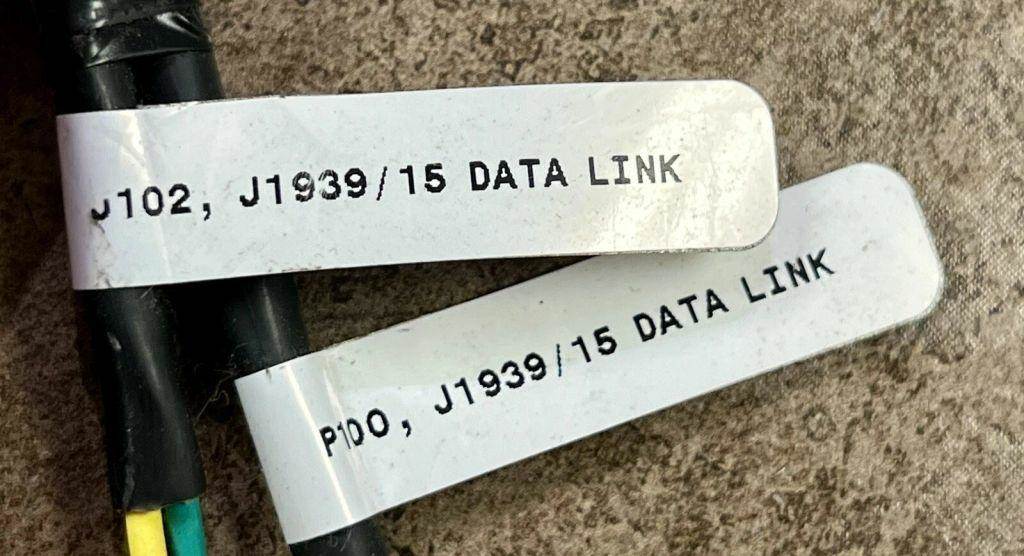 J102, J1939/15 DATA LINK
P100, J1939/15 DATA LINK